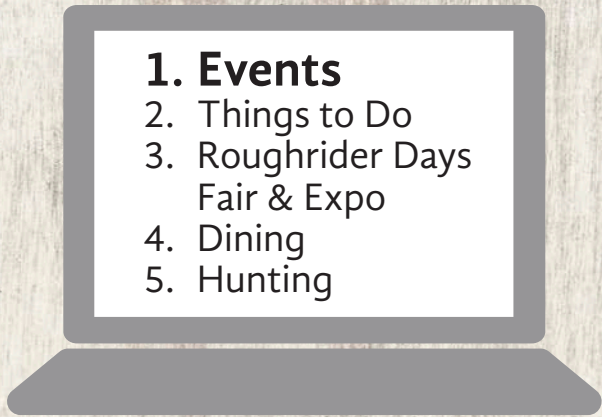 1. Events
2. Things to Do
3. Roughrider Days
Fair & Expo
4. Dining
5. Hunting